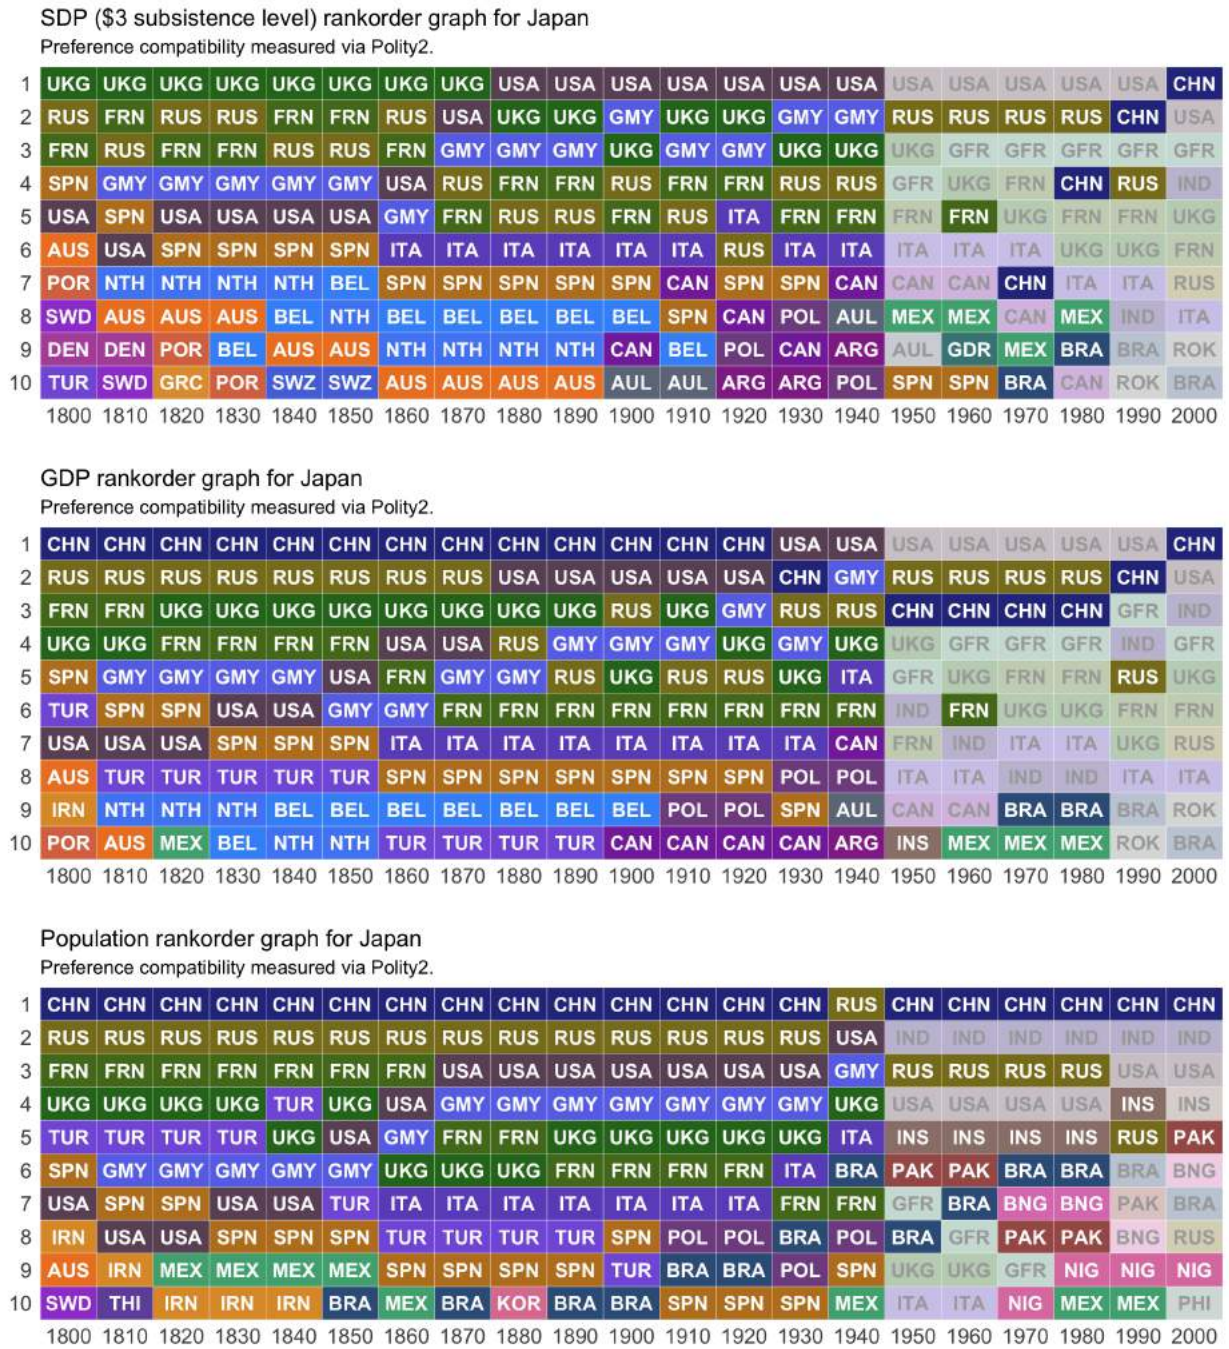 SDP ($3 subsistence level) rankorder graph for Japan
Preference compatibility measured via Polity2.
1 UKG UKG UKG UKG UKG UKG UKG UKG USA USA USA USA USA USA USA USA USA USA USA USA CHN
2 RUS FRN RUS RUS FRN FRN RUS USA UKG UKG GMY UKG UKG GMY GMY RUS RUS RUS RUS CHN USA
3 FRN RUS FRN FRN RUS RUS FRN GMY GMY GMY UKG GMY GMY UKG UKG UKG GFR GFR GFR GFR GFR
4 SPN GMY GMY GMY GMY GMY USA RUS FRN FRN RUS FRN FRN RUS RUS GFR UKG FRN CHN RUS IND
5 USA SPN USA USA USA USA GMY FRN RUS RUS FRN RUS ITA FRN FRN FRN FRN UKG FRN FRN UKG
6 AUS USA SPN SPN SPN SPN ITA ITA ITA ITA ITA ITA RUS ITA ITA ITA ITA ITA UKG UKG FRN
7 POR NTH NTH NTH NTH BEL SPN SPN SPN SPN SPN CAN SPN SPN CAN CAN CAN CHN ITA ITA RUS
8 SWD AUS AUS AUS BEL NTH BEL BEL BEL BEL BEL SPN CAN POL AUL MEX MEX CAN MEX IND ITA
9 DEN DEN POR BEL AUS AUS NTH NTH NTH NTH CAN BEL POL CAN ARG AUL GDR MEX BRA BRA ROK
10 TUR SWD GRC POR SWZ SWZ AUS AUS AUS AUS AUL AUL ARG ARG POL SPN SPN BRA CAN ROK BRA
1800 1810 1820 1830 1840 1850 1860 1870 1880 1890 1900 1910 1920 1930 1940 1950 1960 1970 1980 1990 2000
GDP rankorder graph for Japan
Preference compatibility measured via Polity2.
1 CHN CHN CHN CHN CHN CHN CHN CHN CHN CHN CHN CHN CHN USA USA USA USA USA USA USA CHN
2 RUS RUS RUS RUS RUS RUS RUS RUS USA USA USA USA USA CHN GMY RUS RUS RUS RUS CHN USA
3 FRN FRN UKG UKG UKG UKG UKG UKG UKG UKG RUS UKG GMY RUS RUS CHN CHN CHN CHN GFR IND
4 UKG UKG FRN FRN FRN FRN USA USA RUS GMY GMY GMY UKG GMY UKG UKG GFR GFR GFR IND GFR
5 SPN GMY GMY GMY GMY USA FRN GMY GMY RUS UKG RUS RUS UKG ITA GFR UKG FRN FRN RUS UKG
6 TUR SPN SPN USA USA GMY GMY FRN FRN FRN FRN FRN FRN FRN FRN IND FRN UKG UKG FRN FRN
7 USA USA USA SPN SPN SPN ITA ITA ITA ITA ITA ITA ITA ITA CAN FRN IND ITA ITA UKG RUS
8 AUS TUR TUR TUR TUR TUR SPN SPN SPN SPN SPN SPN SPN POL POL ITA ITA IND IND ITA ITA
9 IRN NTH NTH NTH BEL BEL BEL BEL BEL BEL BEL POL POL SPN AUL CAN CAN BRA BRA BRA ROK
10 POR AUS MEX BEL NTH NTH TUR TUR TUR TUR CAN CAN CAN CAN ARG INS MEX MEX MEX ROK BRA
1800 1810 1820 1830 1840 1850 1860 1870 1880 1890 1900 1910 1920 1930 1940 1950 1960 1970 1980 1990 2000
Population rankorder graph for Japan
Preference compatibility measured via Polity2.
1 CHN CHN CHN CHN CHN CHN CHN CHN CHN CHN CHN CHN CHN CHN RUS CHN CHN CHN CHN CHN CHN
2 RUS RUS RUS RUS RUS RUS RUS RUS RUS RUS RUS RUS RUS RUS USA IND IND IND IND IND IND
3 FRN FRN FRN FRN FRN FRN FRN USA USA USA USA USA USA USA GMY RUS RUS RUS RUS USA USA
4 UKG UKG UKG UKG TUR UKG USA GMY GMY GMY GMY GMY GMY GMY UKG USA USA USA USA INS INS
5 TUR TUR TUR TUR UKG USA GMY FRN FRN UKG UKG UKG UKG UKG ITA INS INS INS INS RUS PAK
6 SPN GMY GMY GMY GMY GMY UKG UKG UKG FRN FRN FRN FRN ITA BRA PAK PAK BRA BRA BRA BNG
7 USA SPN SPN USA USA TUR ITA ITA ITA ITA ITA ITA ITA FRN FRN GFR BRA BNG BNG PAK BRA
8 IRN USA USA SPN SPN SPN TUR TUR TUR TUR SPN POL POL BRA POL BRA GFR PAK PAK BNG RUS
9 AUS IRN MEX MEX MEX MEX SPN SPN SPN SPN TUR BRA BRA POL SPN UKG UKG GFR NIG NIG NIG
10 SWD THI IRN IRN IRN BRA MEX BRA KOR BRA BRA SPN SPN SPN MEX ITA ITA NIG MEX MEX PHI
1800 1810 1820 1830 1840 1850 1860 1870 1880 1890 1900 1910 1920 1930 1940 1950 1960 1970 1980 1990 2000